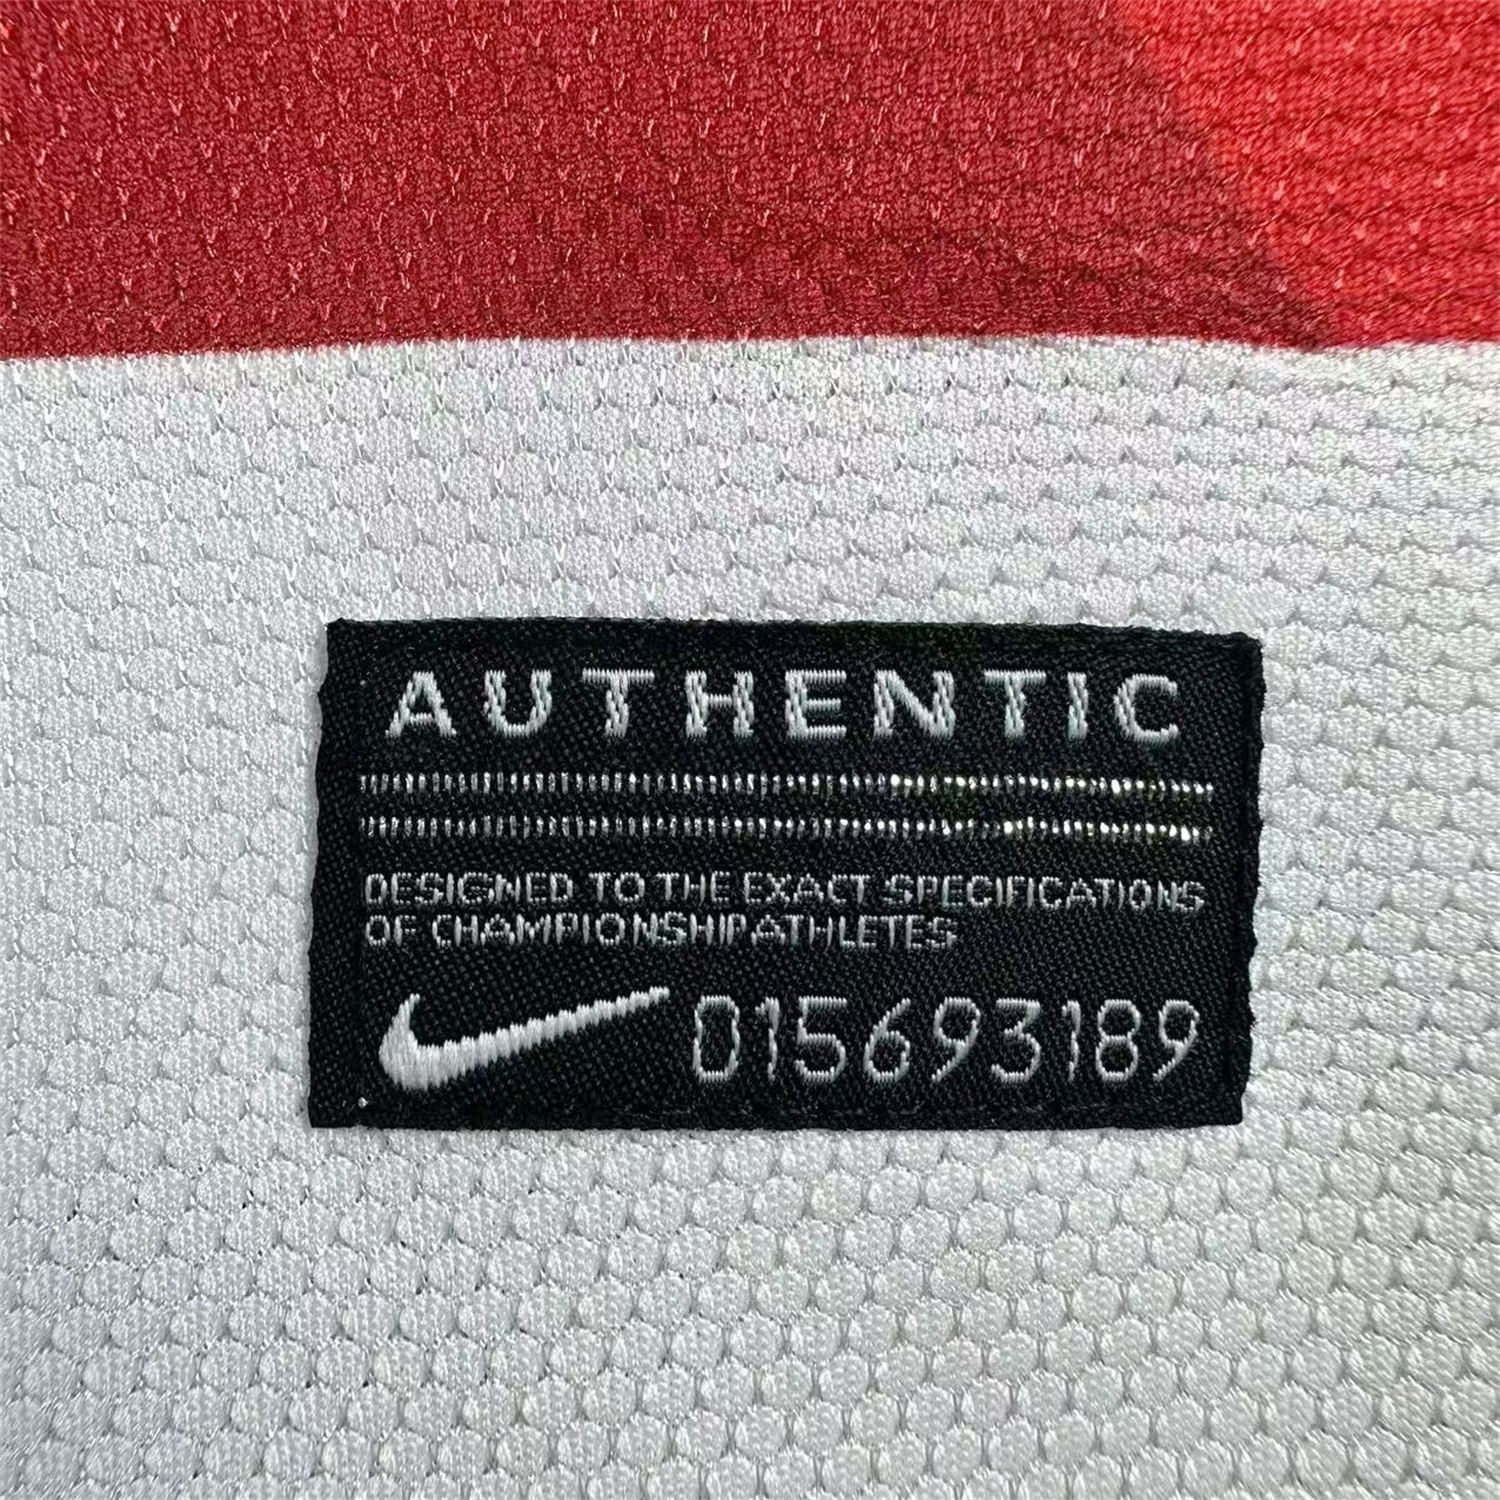 AUTHENTIC
DESIGNED TO THE EXACT SPECIFICATIONS
OF CHAMPIONSHIP ATHLETES
015693189